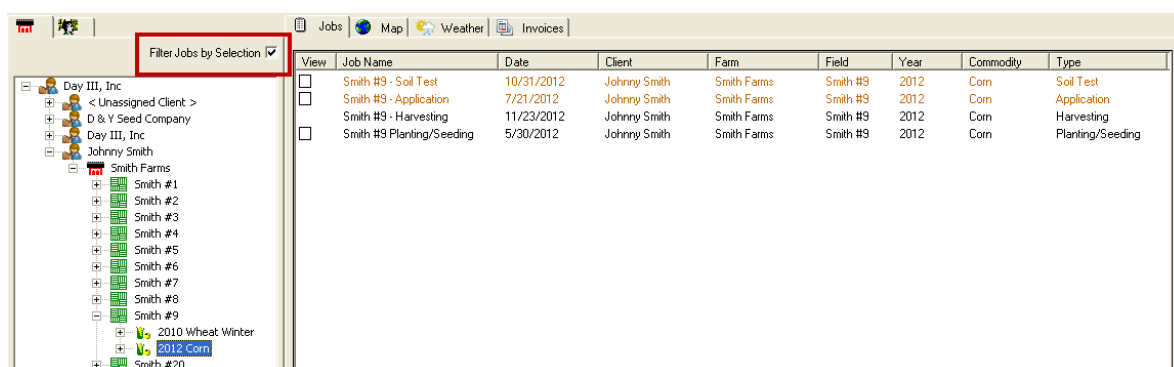 Jobs Map Weather Invoices
Filter Jobs by Selection
View Job Name Date Client Farm Field Year Commodity Type
Smith #9 - Soil Test 10/31/2012 Johnny Smith Smith Farms Smith #9 2012 Corn Soil Test
Smith #9 - Application 7/21/2012 Johnny Smith Smith Farms Smith #9 2012 Corn Application
Smith #9 - Harvesting 11/23/2012 Johnny Smith Smith Farms Smith #9 2012 Corn Harvesting
Smith #9 Planting/Seeding 5/30/2012 Johnny Smith Smith Farms Smith #9 2012 Corn Planting/Seeding
Day III, Inc
< Unassigned Client >
D & Y Seed Company
Day III, Inc
Johnny Smith
Smith Farms
Smith #1
Smith #2
Smith #3
Smith #4
Smith #5
Smith #6
Smith #7
Smith #8
Smith #9
2010 Wheat Winter
2012 Corn
Smith #20